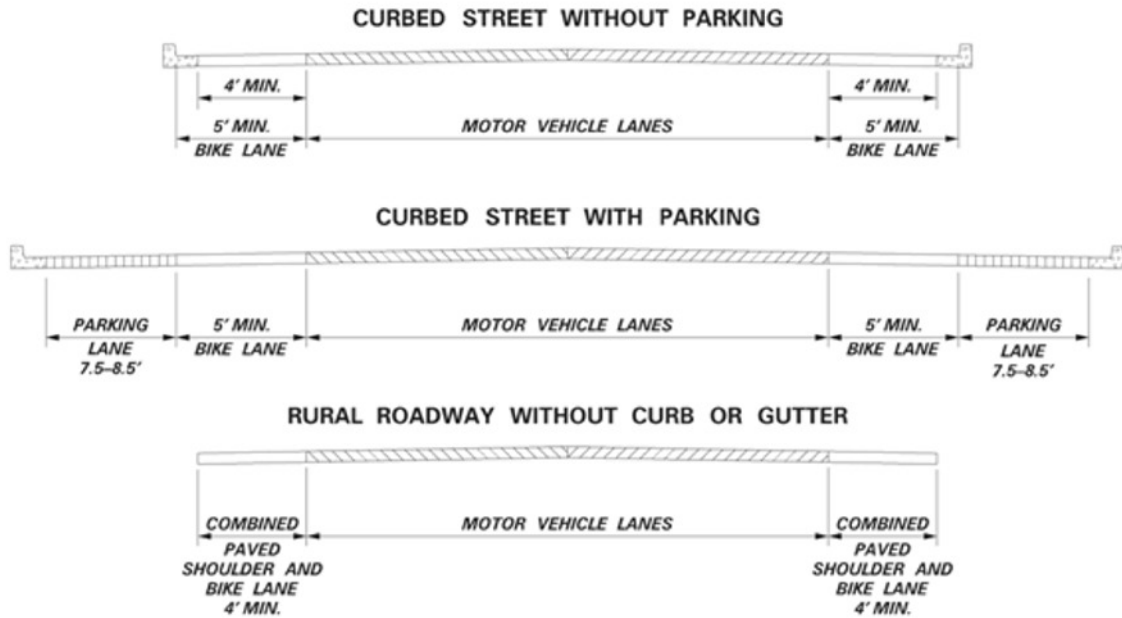 CURBED STREET WITHOUT PARKING
4' MIN.
4' MIN.
5' MIN.
MOTOR VEHICLE LANES
5' MIN.
BIKE LANE
BIKE LANE
CURBED STREET WITH PARKING
PARKING
5' MIN.
MOTOR VEHICLE LANES
5' MIN.
PARKING
LANE
BIKE LANE
BIKE LANE
LANE
7.5–8.5'
7.5–8.5'
RURAL ROADWAY WITHOUT CURB OR GUTTER
COMBINED
MOTOR VEHICLE LANES
COMBINED
PAVED
PAVED
SHOULDER AND
SHOULDER AND
BIKE LANE
BIKE LANE
4' MIN.
4' MIN.